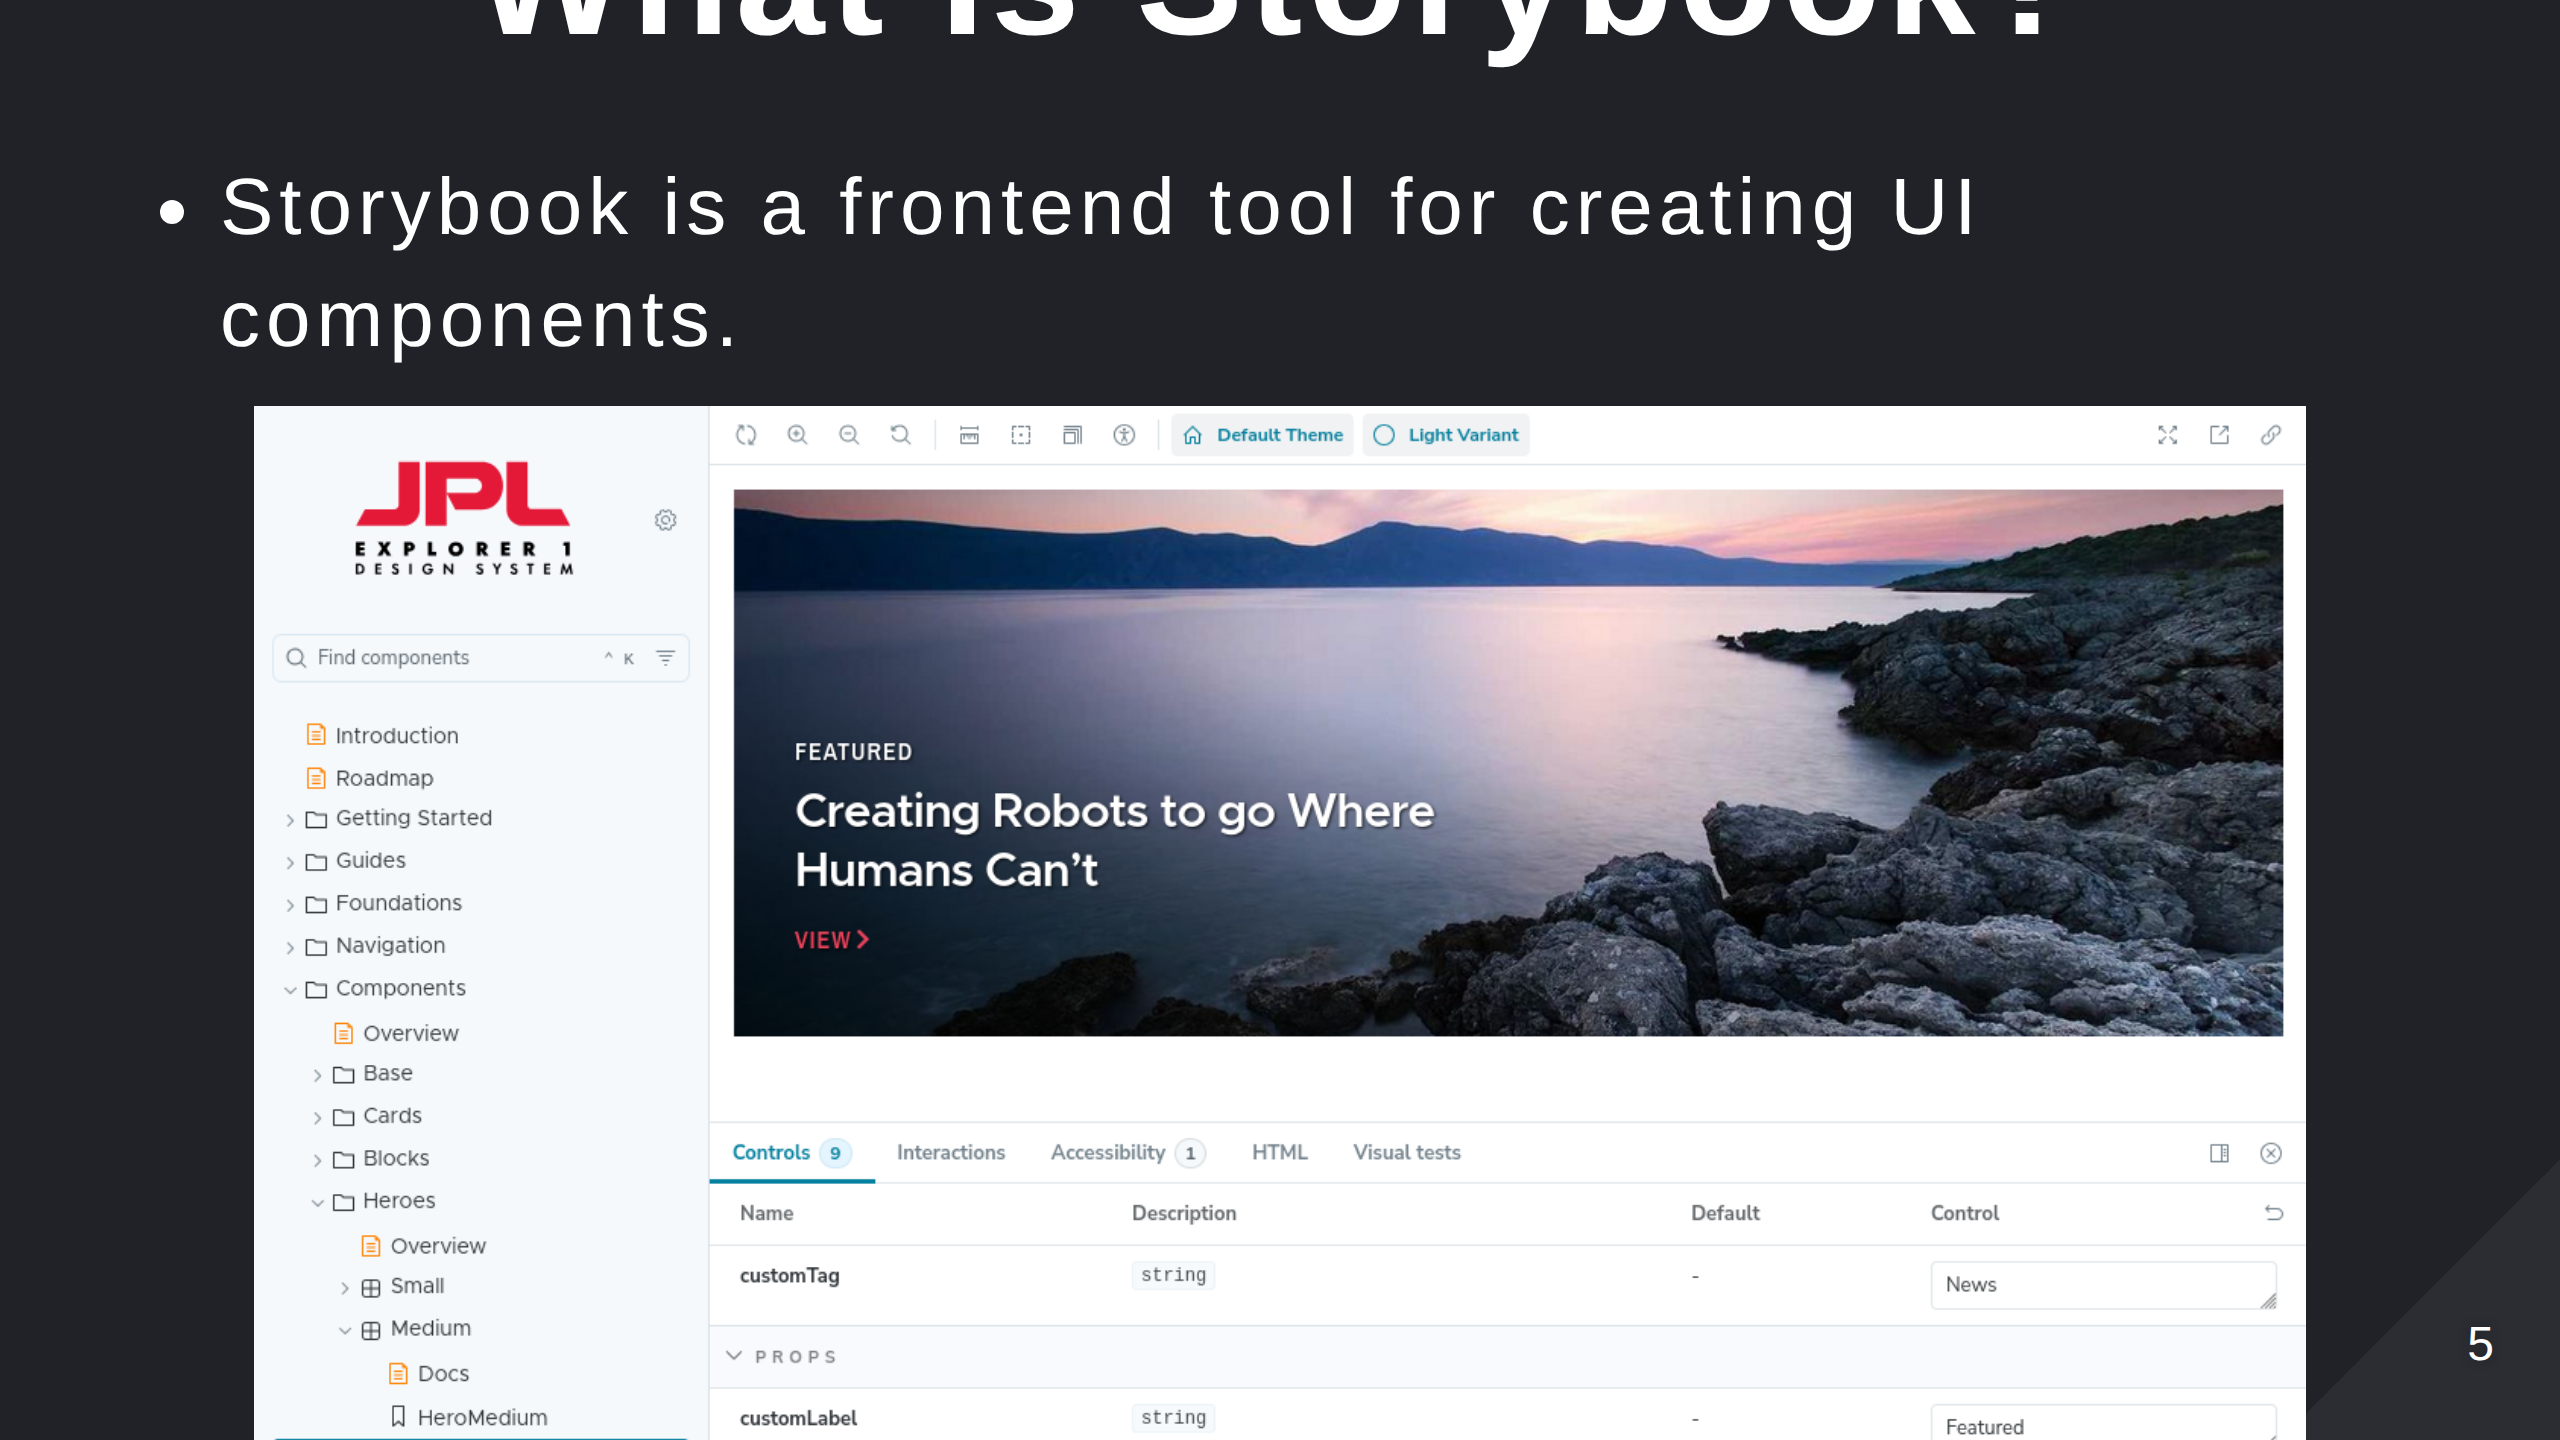 What is Storybook?
• Storybook is a frontend tool for creating UI
components.
JPL
EXPLORER 1
DESIGN SYSTEM
Find components ^ K
Introduction
Roadmap
Getting Started
Guides
Foundations
Navigation
Components
Overview
Base
Cards
Blocks
Heroes
Overview
Small
Medium
Docs
HeroMedium
Default Theme Light Variant
FEATURED
Creating Robots to go Where
Humans Can’t
VIEW
Controls 9 Interactions Accessibility 1 HTML Visual tests
Name Description Default Control
customTag string - News
PROPS
customLabel string - Featured
5